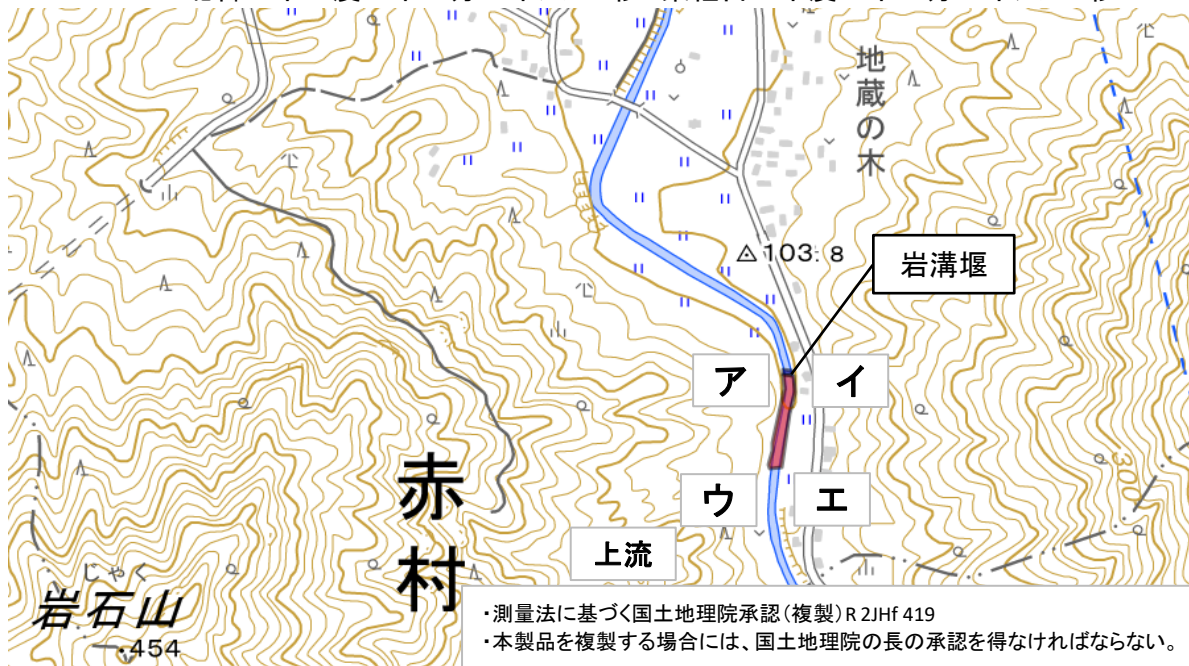 地蔵の木
103.8
岩溝堰
ア
イ
300
赤村
ウ
エ
上流
じゃく
岩石山
・454
・測量法に基づく国土地理院承認(複製)R 2JHf 419
・本製品を複製する場合には、国土地理院の長の承認を得なければならない。